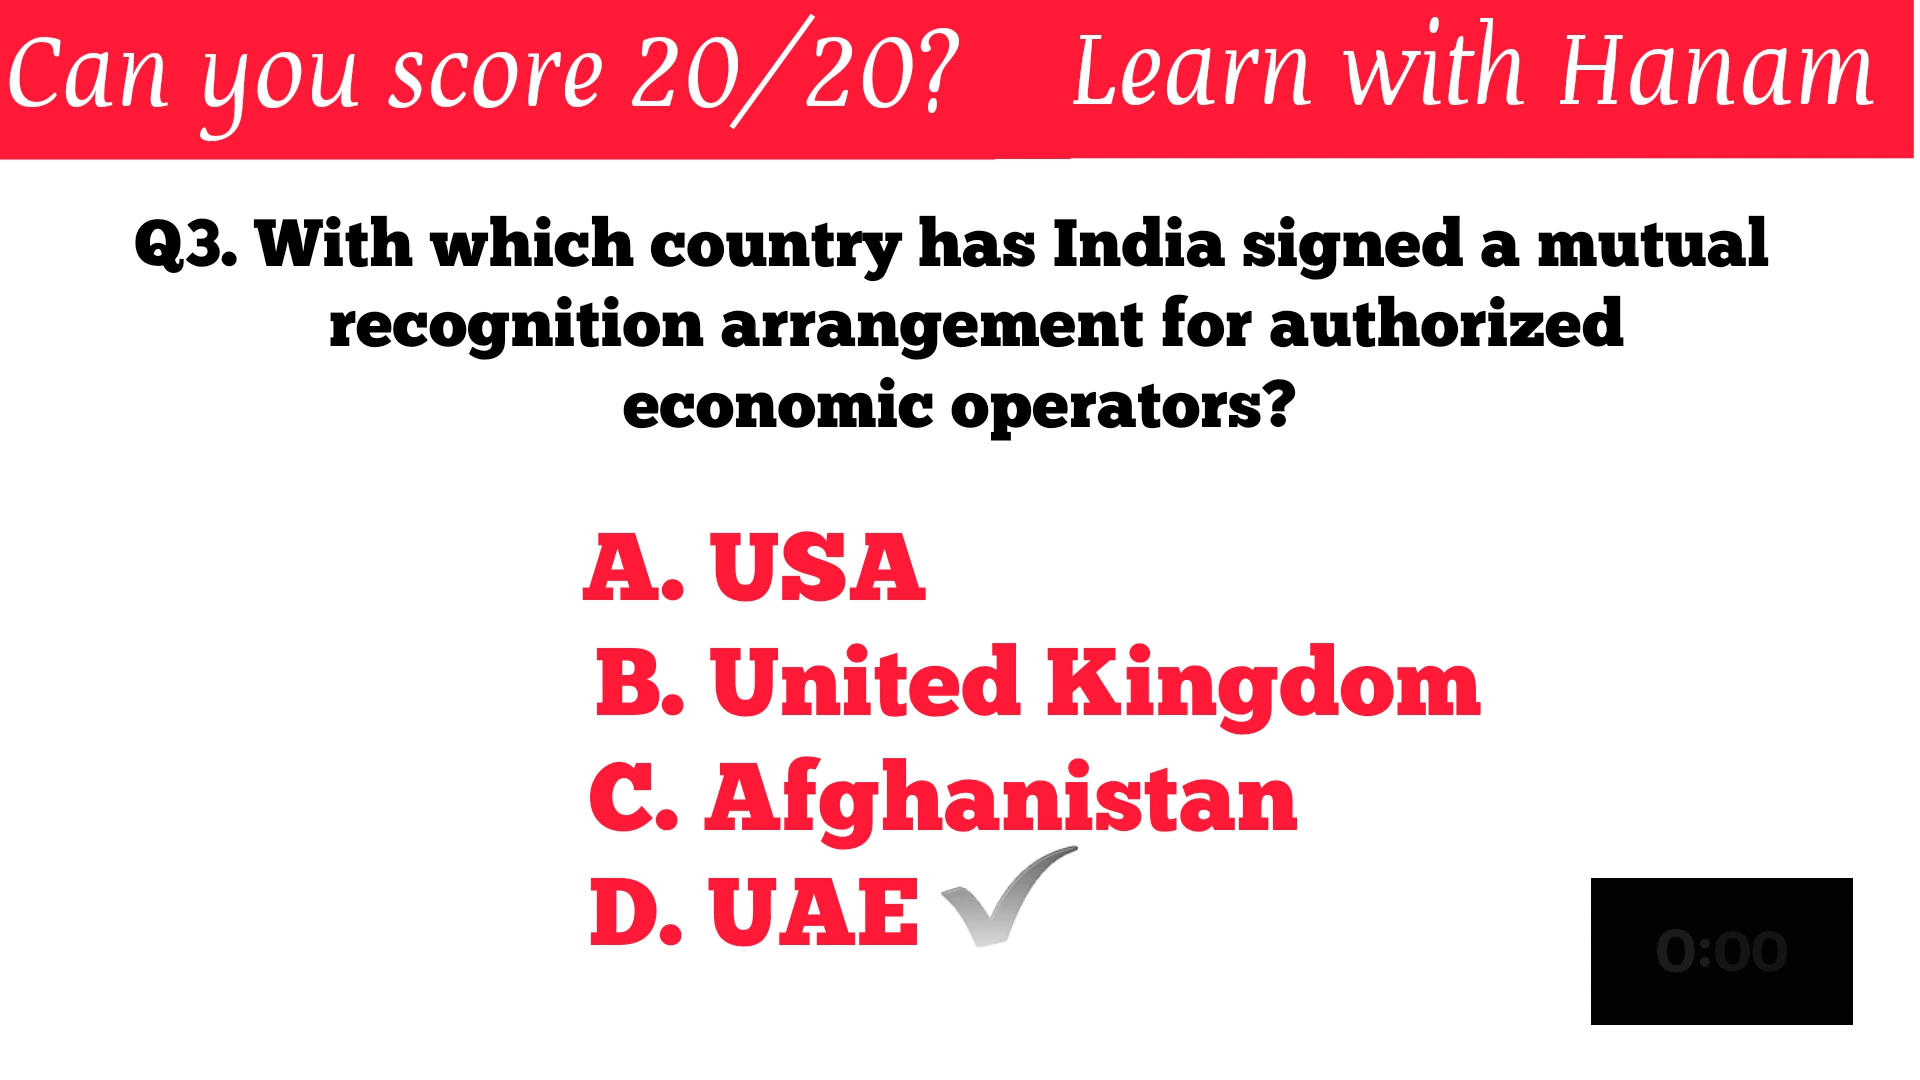 Can you score 20/20? Learn with Hanam
Q3. With which country has India signed a mutual
recognition arrangement for authorized
economic operators?
A. USA
B. United Kingdom
C. Afghanistan
D. UAE
0:00